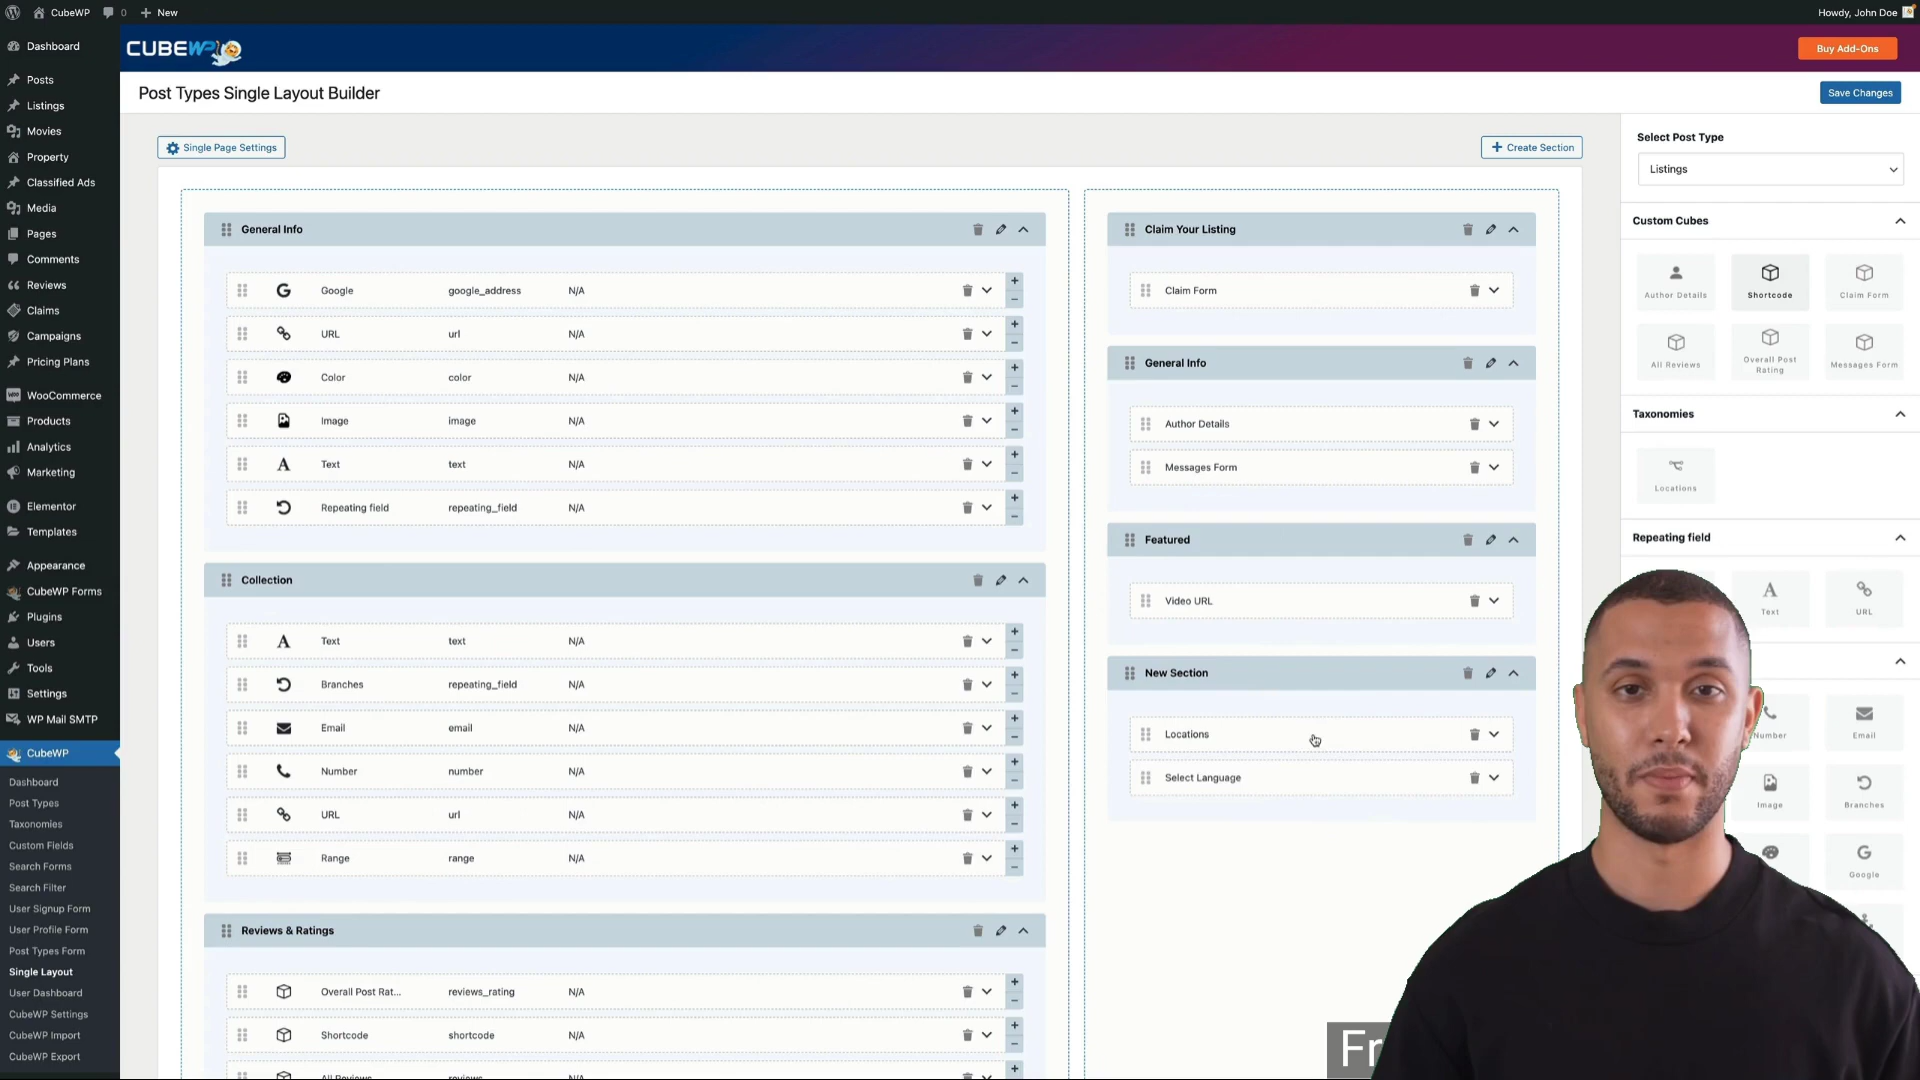 CubeWP
0
New
Howdy, John Doe
CUBEWP
Buy Add-Ons
Dashboard
Posts
Listings
Movies
Property
Classified Ads
Media
Pages
Comments
Reviews
Claims
Campaigns
Pricing Plans
WooCommerce
Products
Analytics
Marketing
Elementor
Templates
Appearance
CubeWP Forms
Plugins
Users
Tools
Settings
WP Mail SMTP
CubeWP
Dashboard
Post Types
Taxonomies
Custom Fields
Search Forms
Search Filter
User Signup Form
User Profile Form
Post Types Form
Single Layout
User Dashboard
CubeWP Settings
CubeWP Import
CubeWP Export
Post Types Single Layout Builder
Save Changes
Single Page Settings
Create Section
General Info
Google google_address N/A
URL url N/A
Color color N/A
Image image N/A
Text text N/A
Repeating field repeating_field N/A
Collection
Text text N/A
Branches repeating_field N/A
Email email N/A
Number number N/A
URL url N/A
Range range N/A
Reviews & Ratings
Overall Post Rat... reviews_rating N/A
Shortcode shortcode N/A
All Reviews reviews N/A
Claim Your Listing
Claim Form
General Info
Author Details
Messages Form
Featured
Video URL
New Section
Locations
Select Language
Select Post Type
Listings
Custom Cubes
Author Details
Shortcode
Claim Form
All Reviews
Overall Post
Rating
Messages Form
Taxonomies
Locations
Repeating field
Text
URL
Number
Email
Image
Branches
Google
Fr